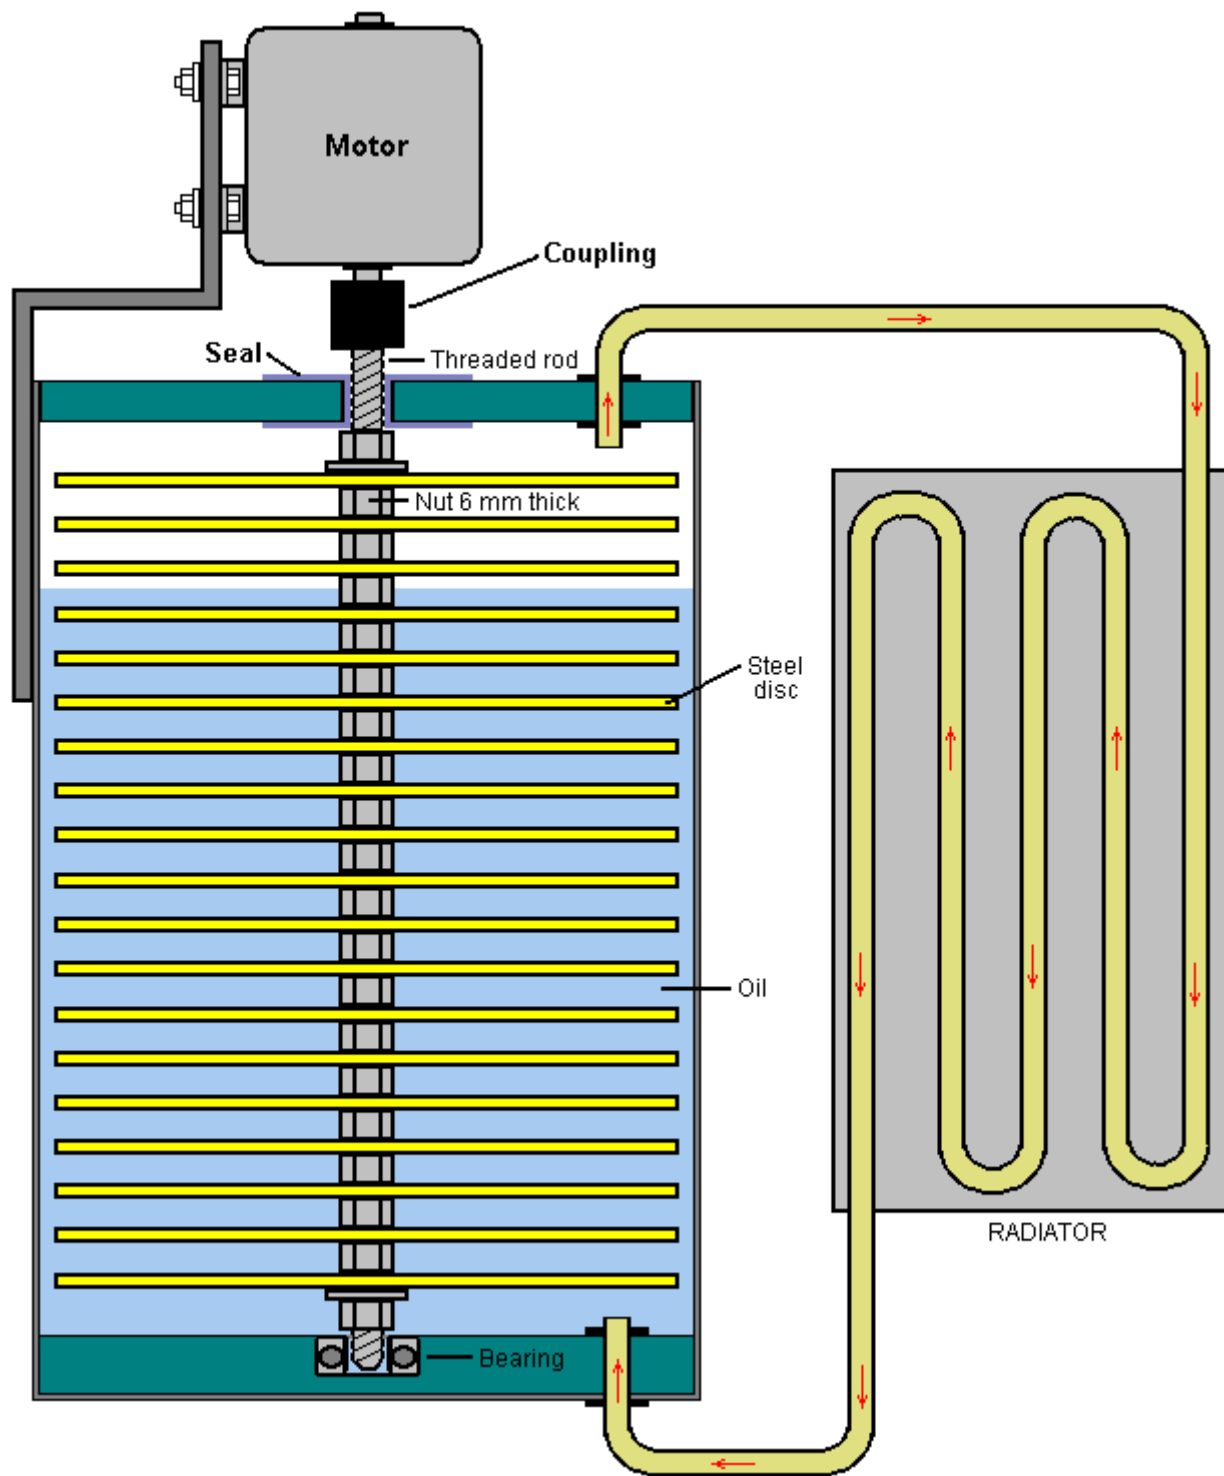 Motor
Coupling
Seal
Threaded rod
Nut 6 mm thick
Steel
disc
Oil
RADIATOR
Bearing